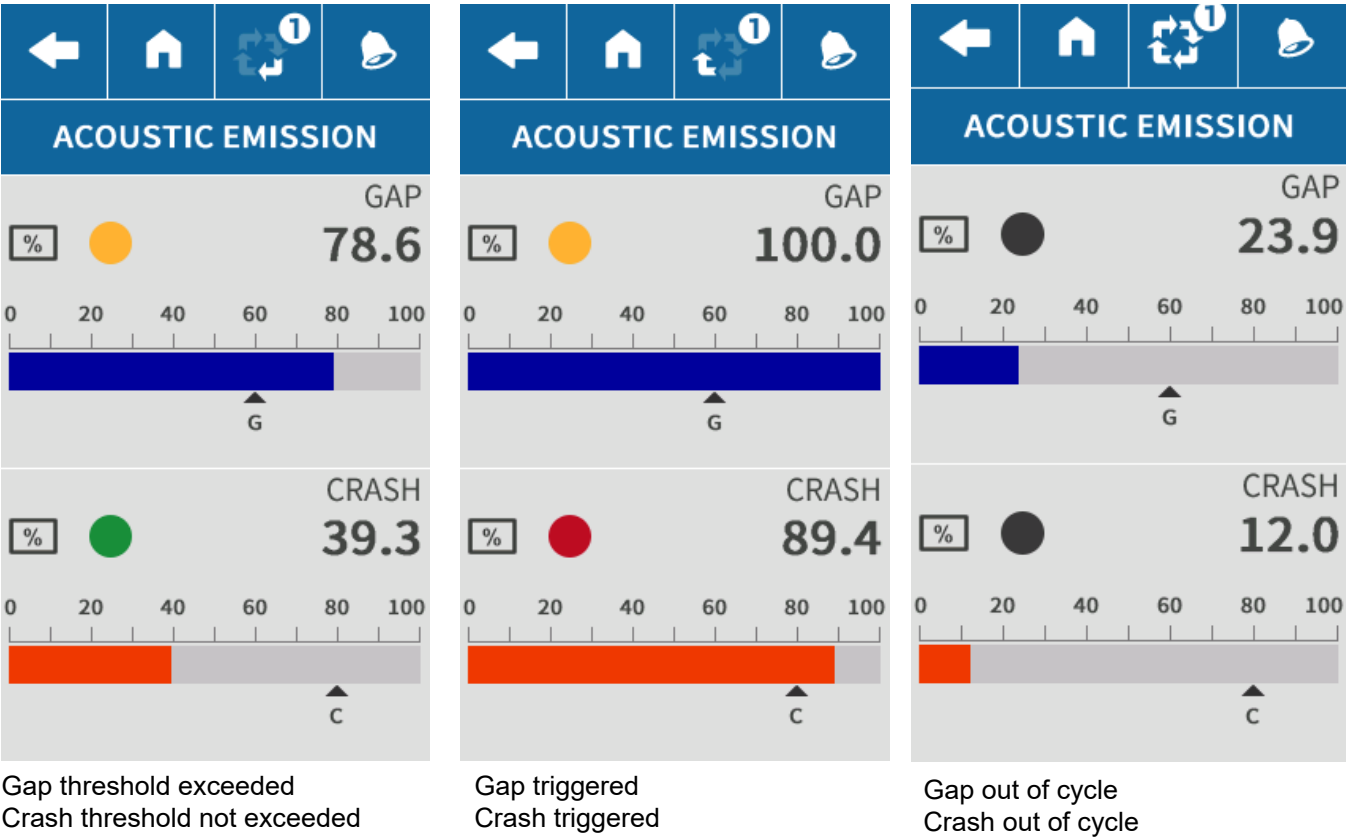 1
ACOUSTIC EMISSION
GAP
%
78.6
0 20 40 60 80 100
G
CRASH
%
39.3
0 20 40 60 80 100
C
Gap threshold exceeded
Crash threshold not exceeded
1
ACOUSTIC EMISSION
GAP
%
100.0
0 20 40 60 80 100
G
CRASH
%
89.4
0 20 40 60 80 100
C
Gap triggered
Crash triggered
1
ACOUSTIC EMISSION
GAP
%
23.9
0 20 40 60 80 100
G
CRASH
%
12.0
0 20 40 60 80 100
C
Gap out of cycle
Crash out of cycle